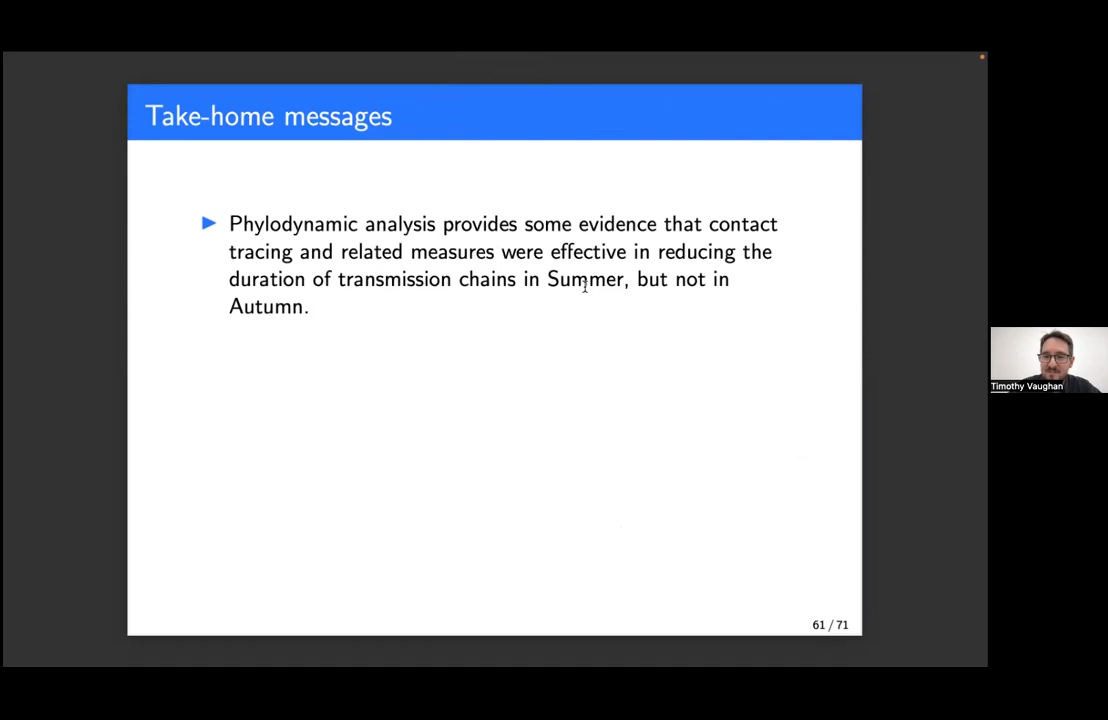 Take-home messages
Phylodynamic analysis provides some evidence that contact
tracing and related measures were effective in reducing the
duration of transmission chains in Summer, but not in
Autumn.
61 / 71
Timothy Vaughan